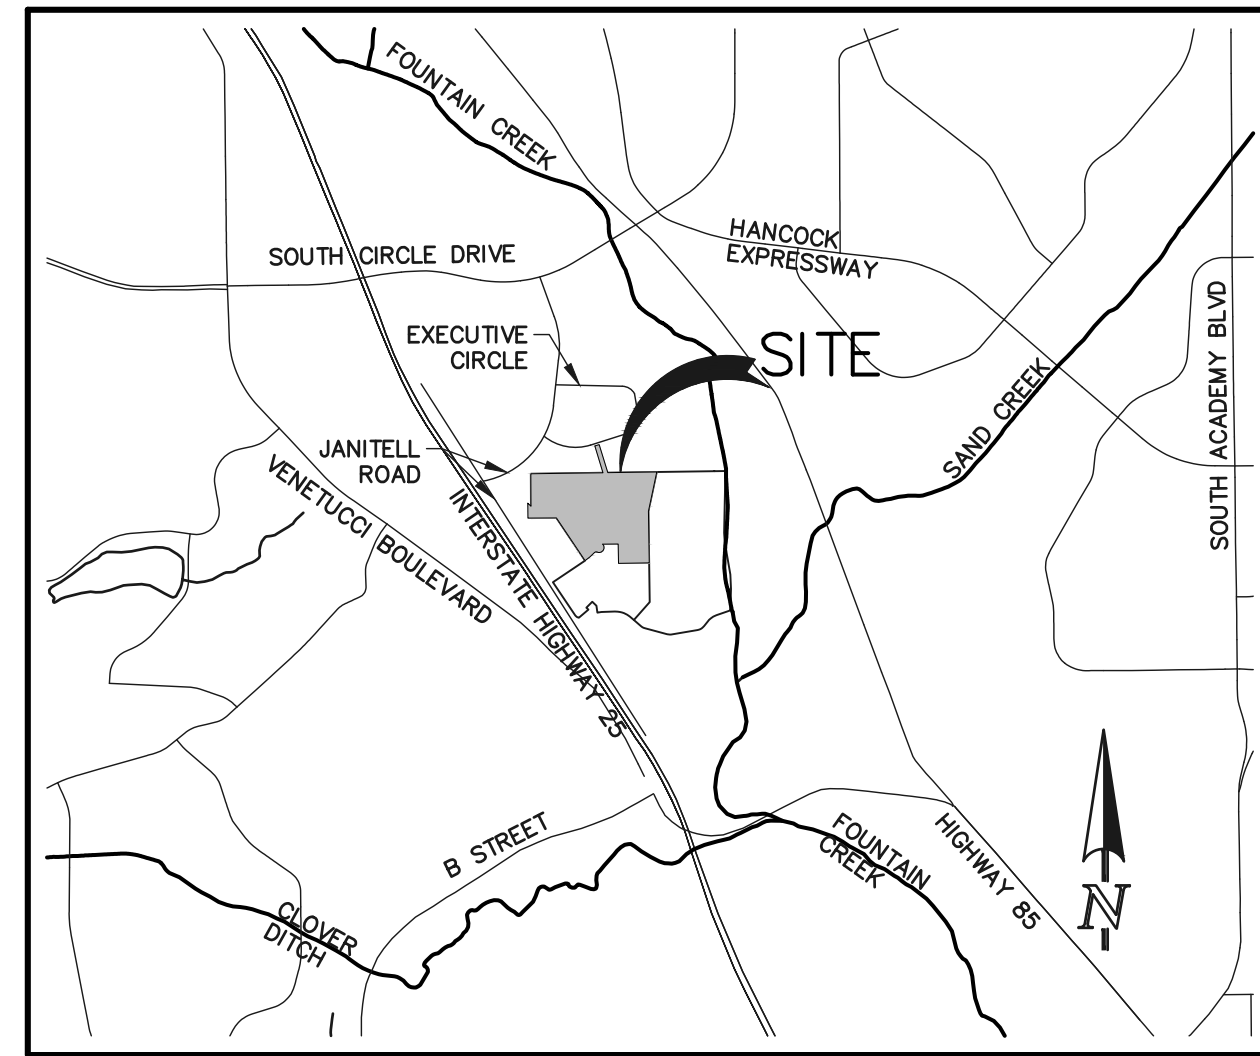 FOUNTAIN CREEK
HANCOCK
EXPRESSWAY
SOUTH CIRCLE DRIVE
EXECUTIVE
CIRCLE
SITE
SOUTH ACADEMY BLVD
SAND CREEK
JANITELL
ROAD
VENETUCCI BOULEVARD
INTERSTATE HIGHWAY 25
B STREET
FOUNTAIN
CREEK
HIGHWAY 85
CLOVER
DITCH
N